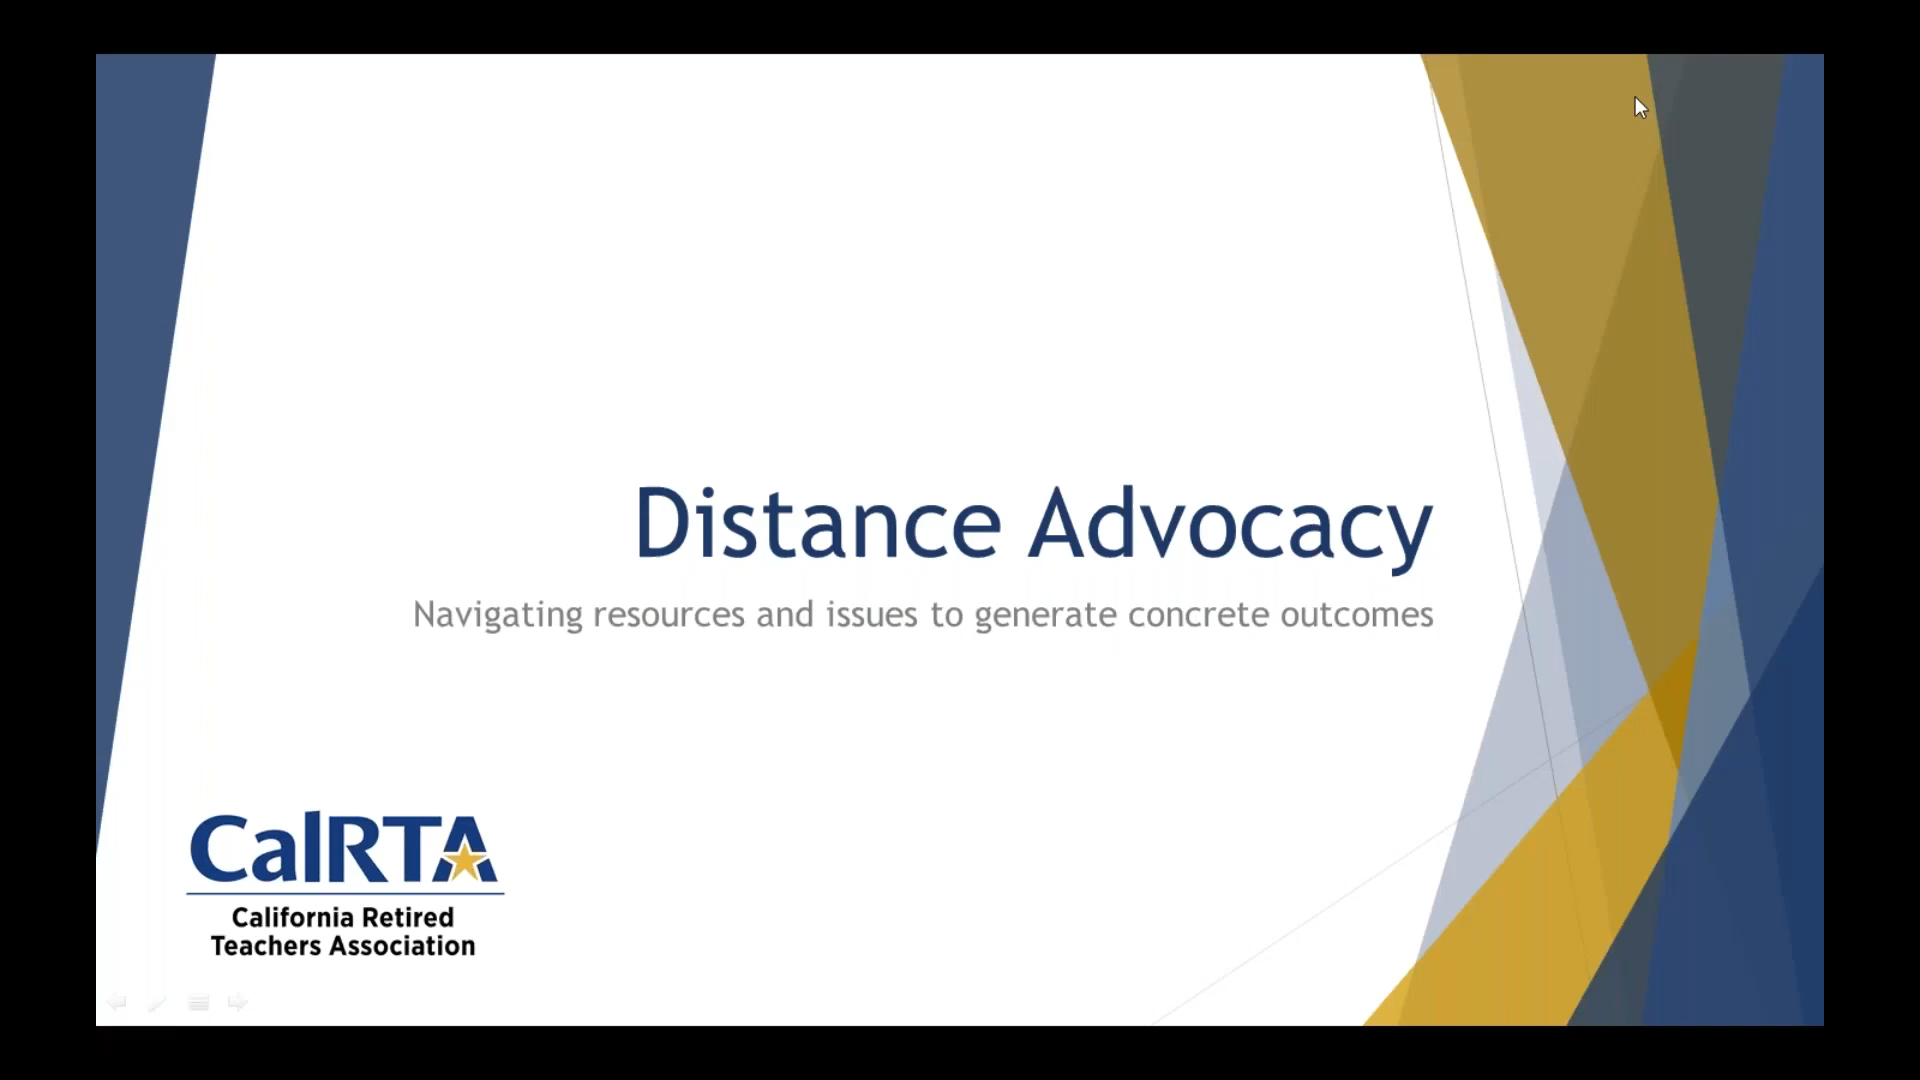 Distance Advocacy
Navigating resources and issues to generate concrete outcomes
CalRTA
California Retired
Teachers Association